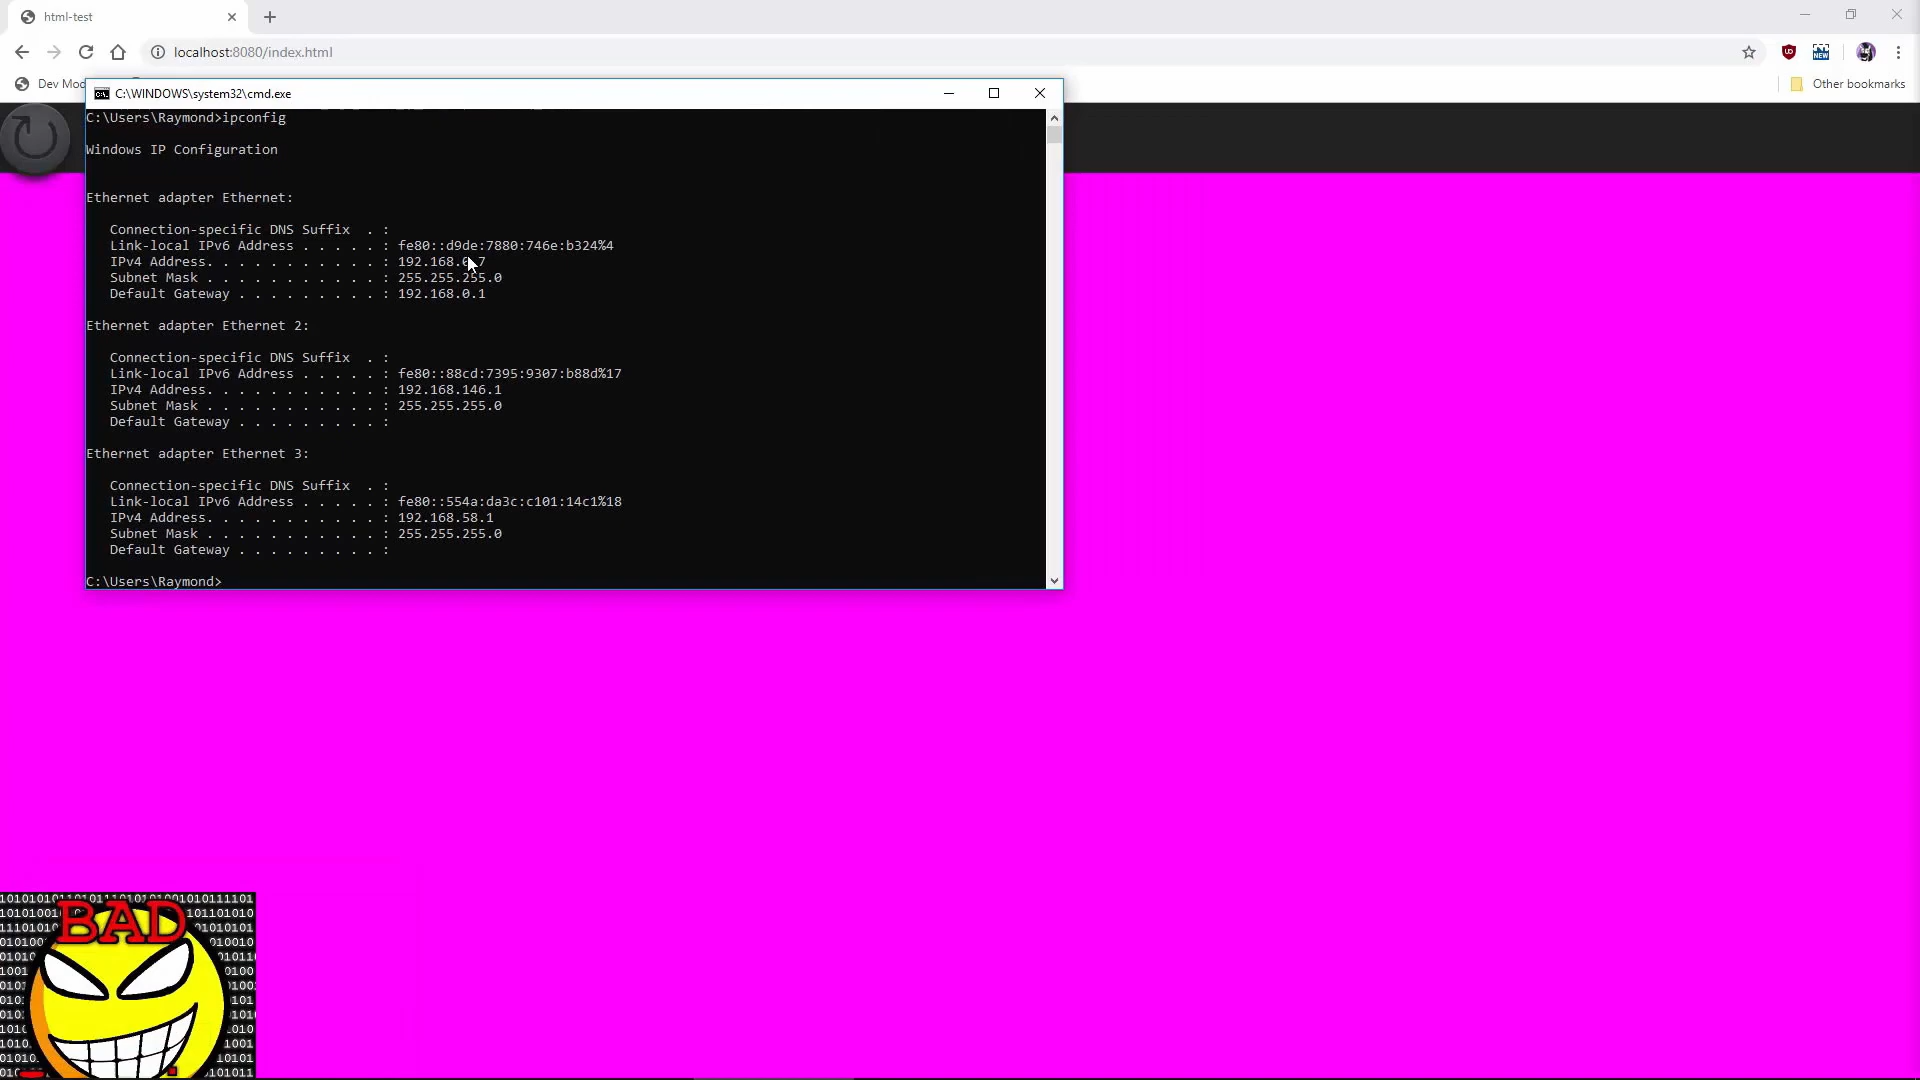 html-test
localhost:8080/index.html
NEW
Other bookmarks
C:\WINDOWS\system32\cmd.exe
C:\Users\Raymond>ipconfig
Windows IP Configuration
Ethernet adapter Ethernet:
Connection-specific DNS Suffix . :
Link-local IPv6 Address . . . . . : fe80::d9de:7880:746e:b324%4
IPv4 Address. . . . . . . . . . . :
Subnet Mask . . . . . . . . . . . : 255.255.255.0
Default Gateway . . . . . . . . . : 192.168.0.1
Ethernet adapter Ethernet 2:
Connection-specific DNS Suffix . :
Link-local IPv6 Address . . . . . : fe80::88cd:7395:9307:b88d%17
IPv4 Address. . . . . . . . . . . : 192.168.146.1
Subnet Mask . . . . . . . . . . . : 255.255.255.0
Default Gateway . . . . . . . . . :
Ethernet adapter Ethernet 3:
Connection-specific DNS Suffix . :
Link-local IPv6 Address . . . . . : fe80::554a:da3c:c101:14c1%18
IPv4 Address. . . . . . . . . . . : 192.168.58.1
Subnet Mask . . . . . . . . . . . : 255.255.255.0
Default Gateway . . . . . . . . . :
C:\Users\Raymond>
BAD